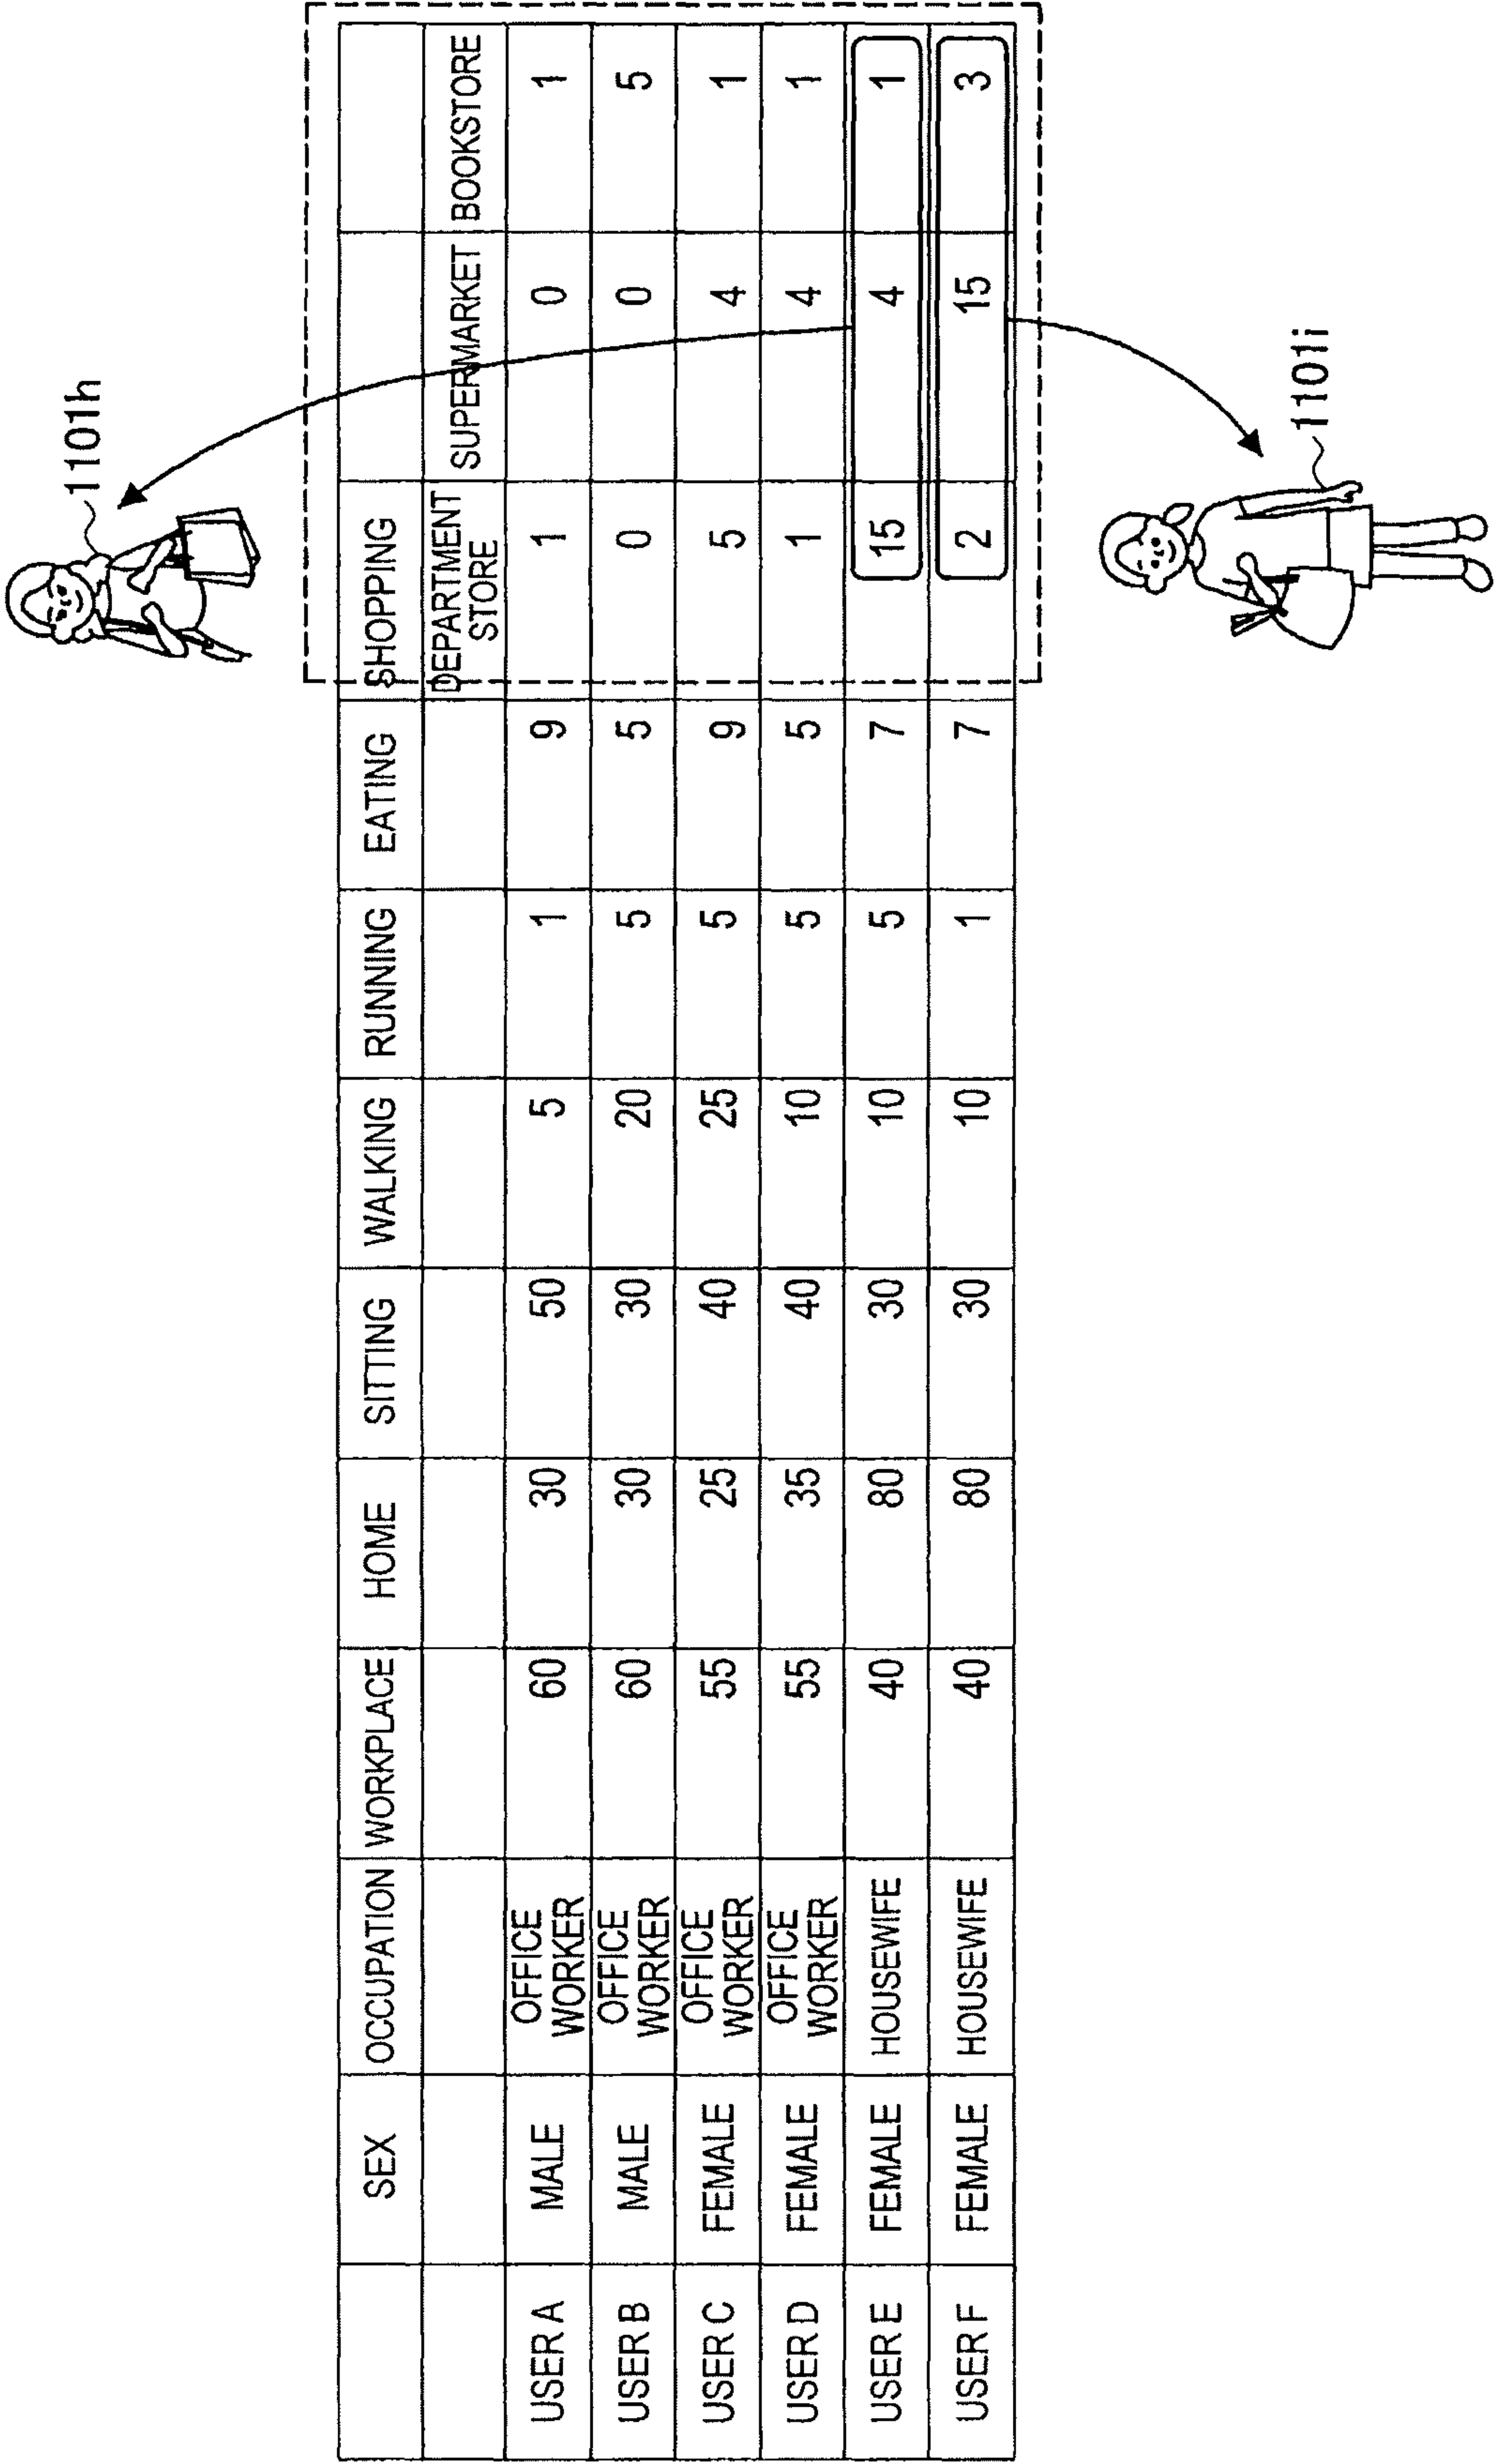 1101h
SEX OCCUPATION WORKPLACE HOME SITTING WALKING RUNNING EATING SHOPPING
DEPARTMENT STORE SUPERMARKET BOOKSTORE
USER A MALE OFFICE WORKER 60 30 50 5 1 9 1 0 1
USER B MALE OFFICE WORKER 60 30 30 20 5 5 0 0 5
USER C FEMALE OFFICE WORKER 55 25 40 25 5 9 5 4 1
USER D FEMALE OFFICE WORKER 55 35 40 10 5 5 1 4 1
USER E FEMALE HOUSEWIFE 40 80 30 10 5 7 15 4 1
USER F FEMALE HOUSEWIFE 40 80 30 10 1 7 2 15 3
1101i